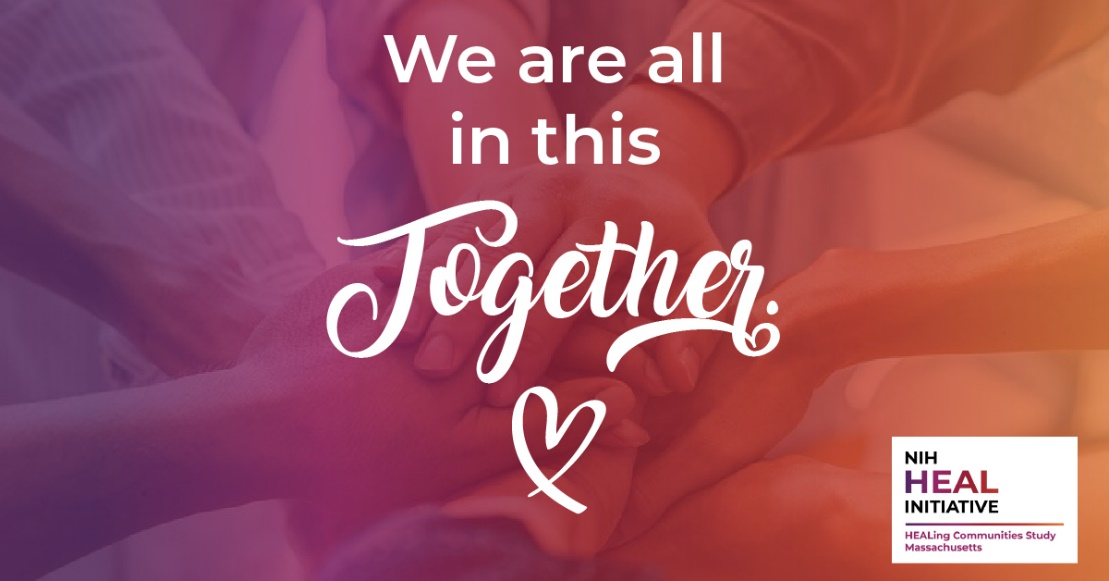 We are all
in this
Together.
NIH
HEAL
INITIATIVE
HEALing Communities Study
Massachusetts